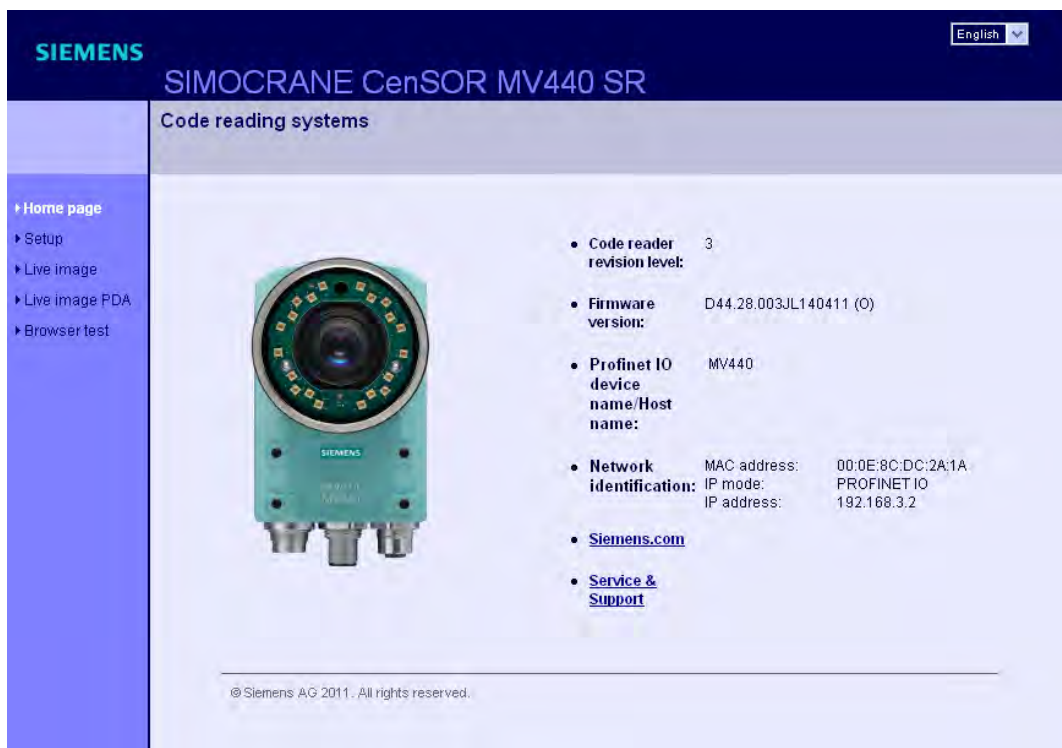 SIEMENS
English
SIMOCRANE CenSOR MV440 SR
Code reading systems
Home page
Setup
Live image
Live image PDA
Browser test
Code reader 3
revision level:
Firmware D44.28.003JL140411 (O)
version:
Profinet IO MV440
device
name/Host
name:
Network MAC address: 00:0E:8C:DC:2A:1A
identification: IP mode: PROFINET IO
IP address: 192.168.3.2
Siemens.com
Service &
Support
SIEMENS
© Siemens AG 2011. All rights reserved.